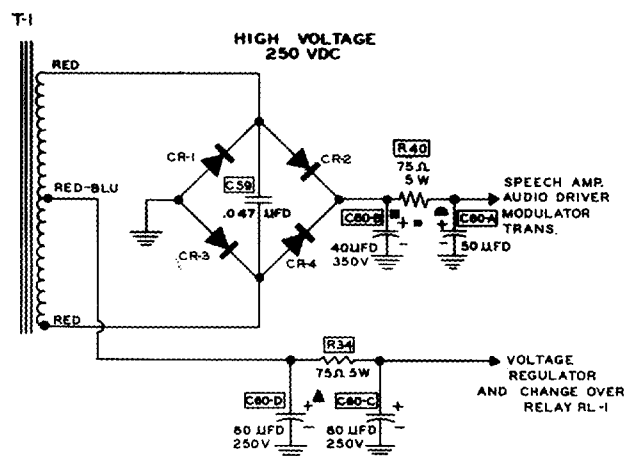 T-1
HIGH VOLTAGE
250 VDC
RED
CR-1
CR-2
R40
75Ω
5W
C59
.047 UFD
RED-BLU
SPEECH AMP.
AUDIO DRIVER
MODULATOR
TRANS.
C60-B
+
+
C60-A
40UFD
350V
-
-
50 UFD
CR-3
CR-4
RED
R34
75Ω 5W
VOLTAGE
REGULATOR
AND CHANGE OVER
RELAY RL-1
C60-D
+
-
C60-C
+
-
80 UFD
250V
80 UFD
250V